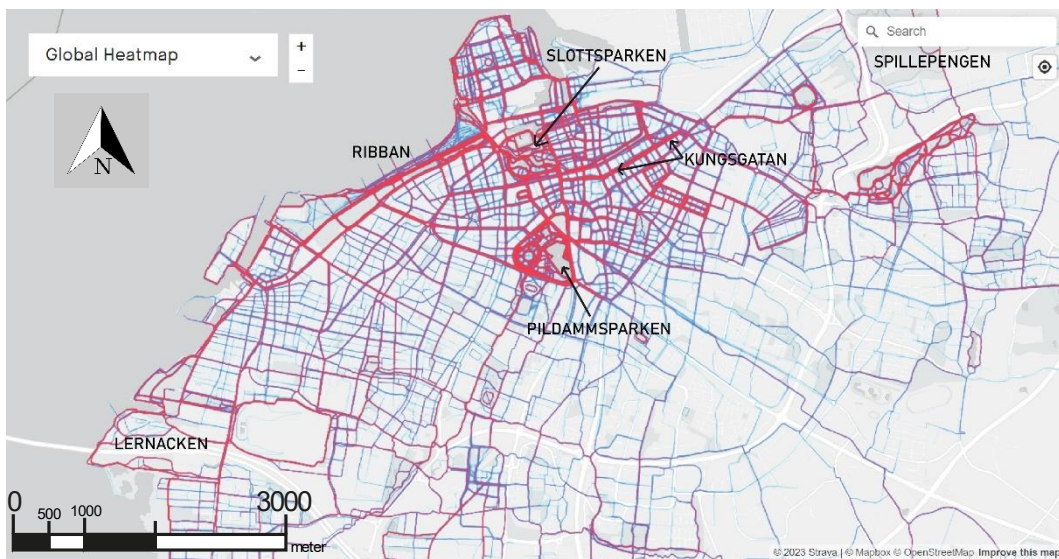 Global Heatmap
+
-
Search
SLOTTSPARKEN
SPILLEPENGEN
N
RIBBAN
KUNGSGATAN
PILDAMMSPARKEN
LERNACKEN
0 500 1000 3000
meter
© 2023 Strava | © Mapbox © OpenStreetMap Improve this map